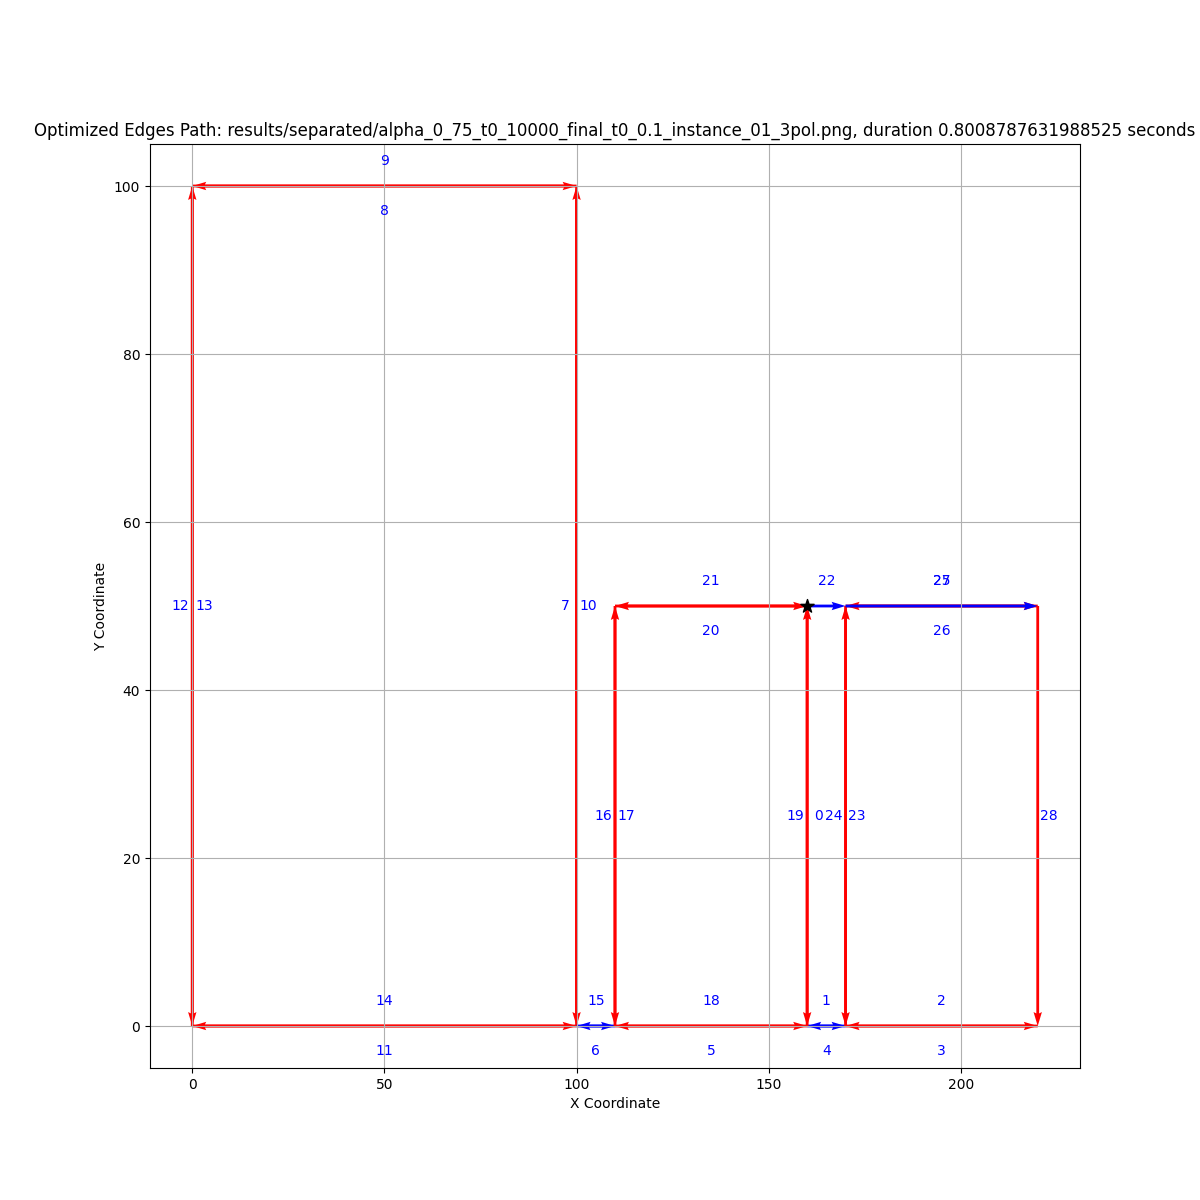 Optimized Edges Path: results/separated/alpha_0_75_t0_10000_final_t0_0.1_instance_01_3pol.png, duration 0.8008787631988525 seconds
9
100
8
80
60
21 22
12 13 7 10
20 26
Y Coordinate
40
16 17 19 0 24 23 28
20
14 15 18 1 2
0
11 6 5 4 3
0 50 100 150 200
X Coordinate